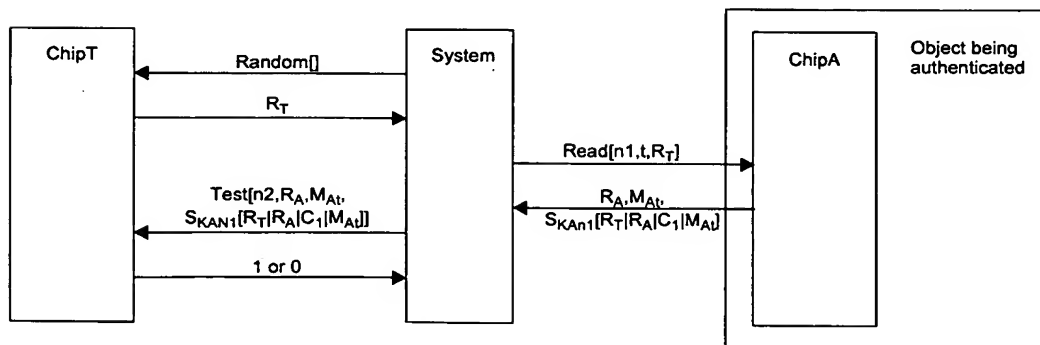 ChipT
System
ChipA
Object being
authenticated
Random[]
R_T
Read[n1,t,R_T]
Test[n2,R_A,M_At,
S_KAN1[R_T|R_A|C_1|M_At]]
R_A,M_At,
S_KAn1[R_T|R_A|C_1|M_At]
1 or 0